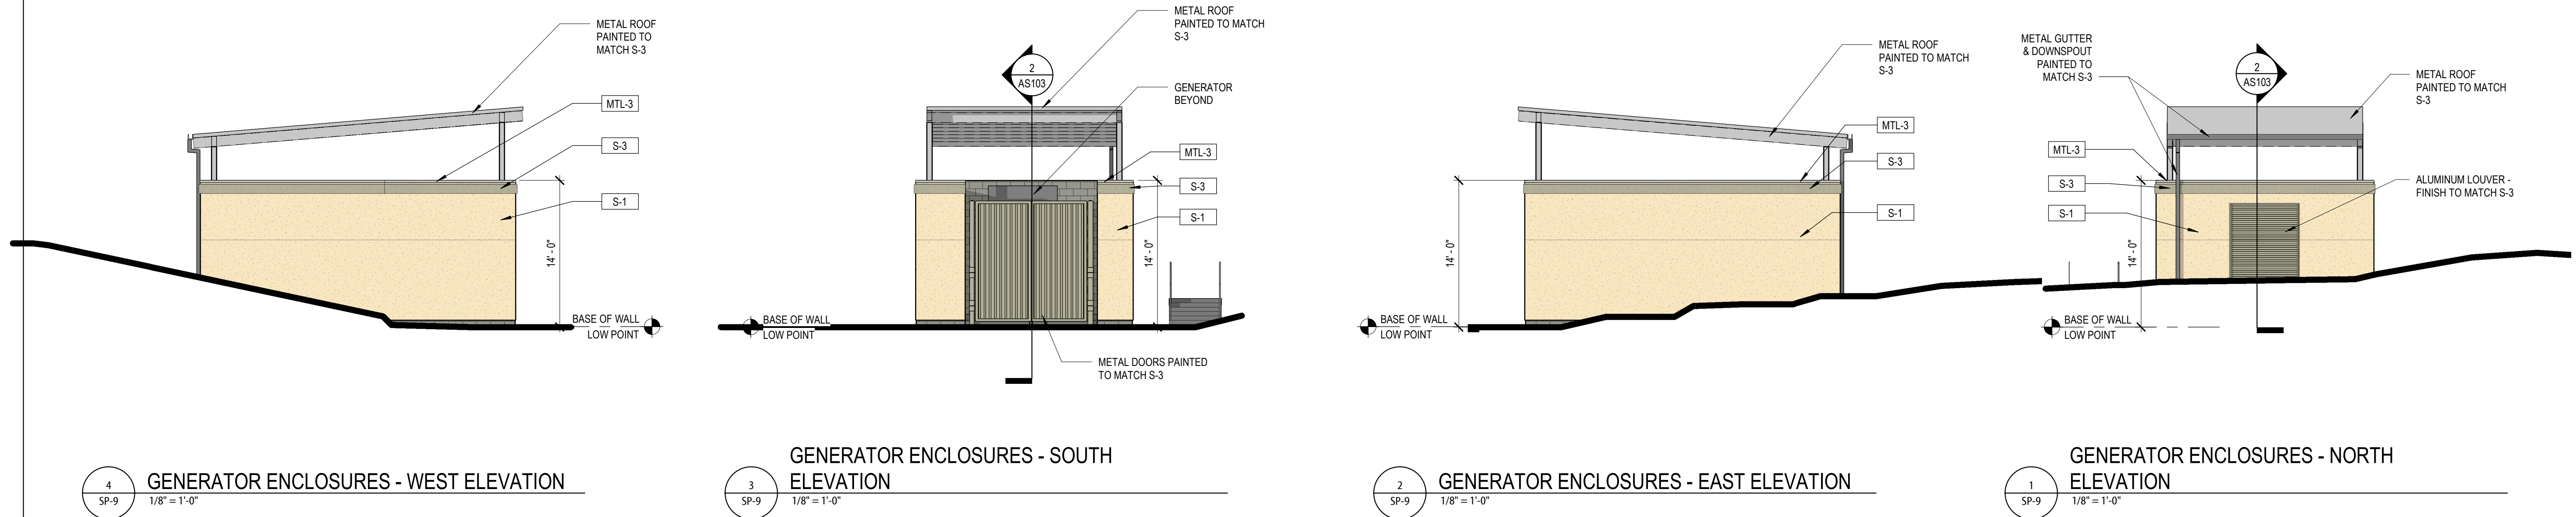 METAL ROOF
PAINTED TO
MATCH S-3
MTL-3
S-3
S-1
14' - 0"
BASE OF WALL
LOW POINT
4
SP-9
GENERATOR ENCLOSURES - WEST ELEVATION
1/8" = 1'-0"
METAL ROOF
PAINTED TO MATCH
S-3
2
AS103
GENERATOR
BEYOND
MTL-3
S-3
S-1
14' - 0"
BASE OF WALL
LOW POINT
METAL DOORS PAINTED
TO MATCH S-3
3
SP-9
GENERATOR ENCLOSURES - SOUTH
ELEVATION
1/8" = 1'-0"
METAL ROOF
PAINTED TO MATCH
S-3
MTL-3
S-3
S-1
14' - 0"
BASE OF WALL
LOW POINT
2
SP-9
GENERATOR ENCLOSURES - EAST ELEVATION
1/8" = 1'-0"
METAL GUTTER
& DOWNSPOUT
PAINTED TO
MATCH S-3
2
AS103
METAL ROOF
PAINTED TO MATCH
S-3
MTL-3
S-3
S-1
ALUMINUM LOUVER -
FINISH TO MATCH S-3
14' - 0"
BASE OF WALL
LOW POINT
1
SP-9
GENERATOR ENCLOSURES - NORTH
ELEVATION
1/8" = 1'-0"